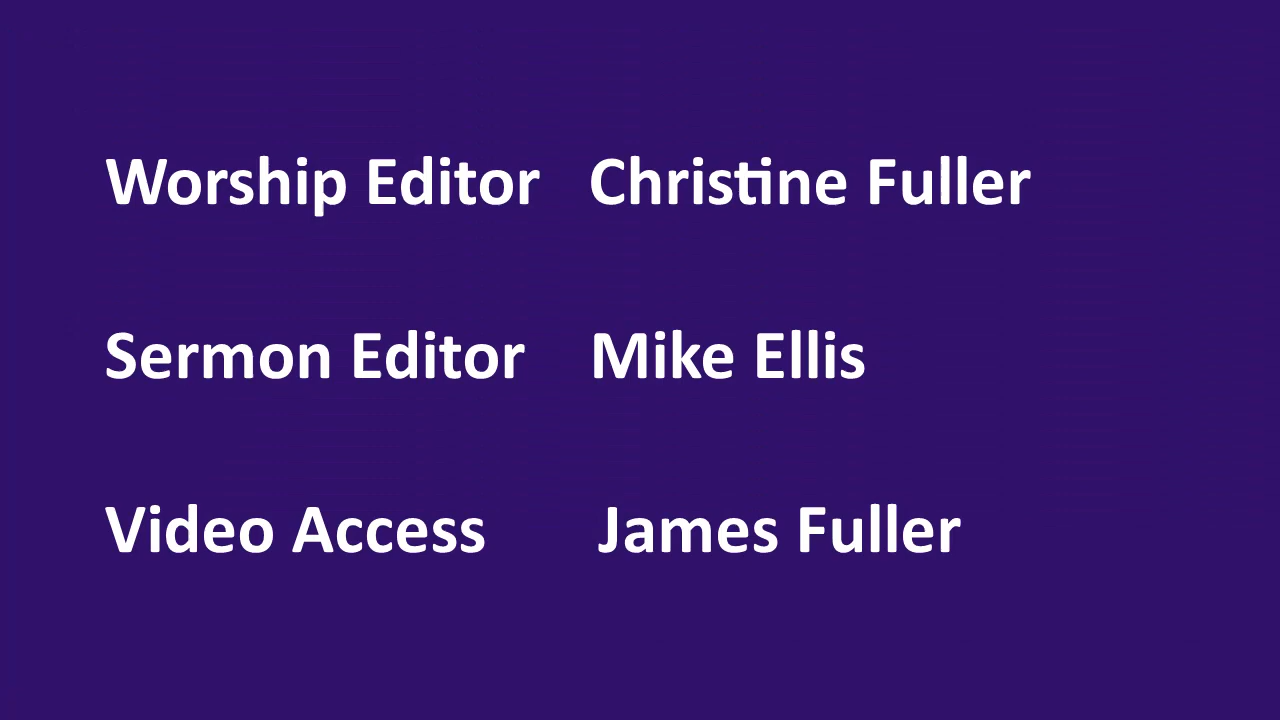 Worship Editor Christine Fuller
Sermon Editor Mike Ellis
Video Access James Fuller